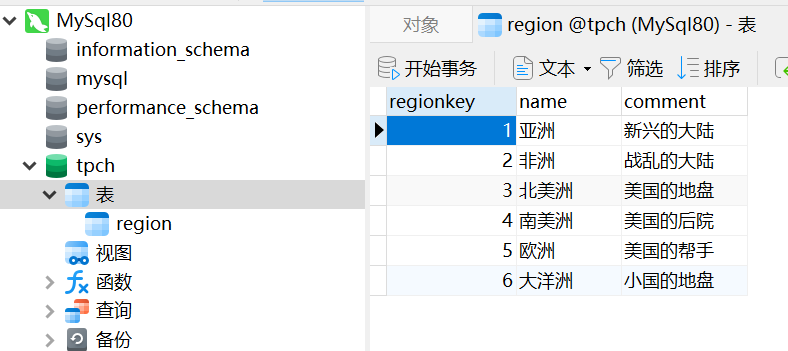 MySql80
information_schema
mysql
performance_schema
sys
tpch
表
region
视图
函数
查询
备份
对象
region @tpch (MySql80) - 表
开始事务 文本 筛选 排序
regionkey name comment
1 亚洲 新兴的大陆
2 非洲 战乱的大陆
3 北美洲 美国的地盘
4 南美洲 美国的后院
5 欧洲 美国的帮手
6 大洋洲 小国的地盘